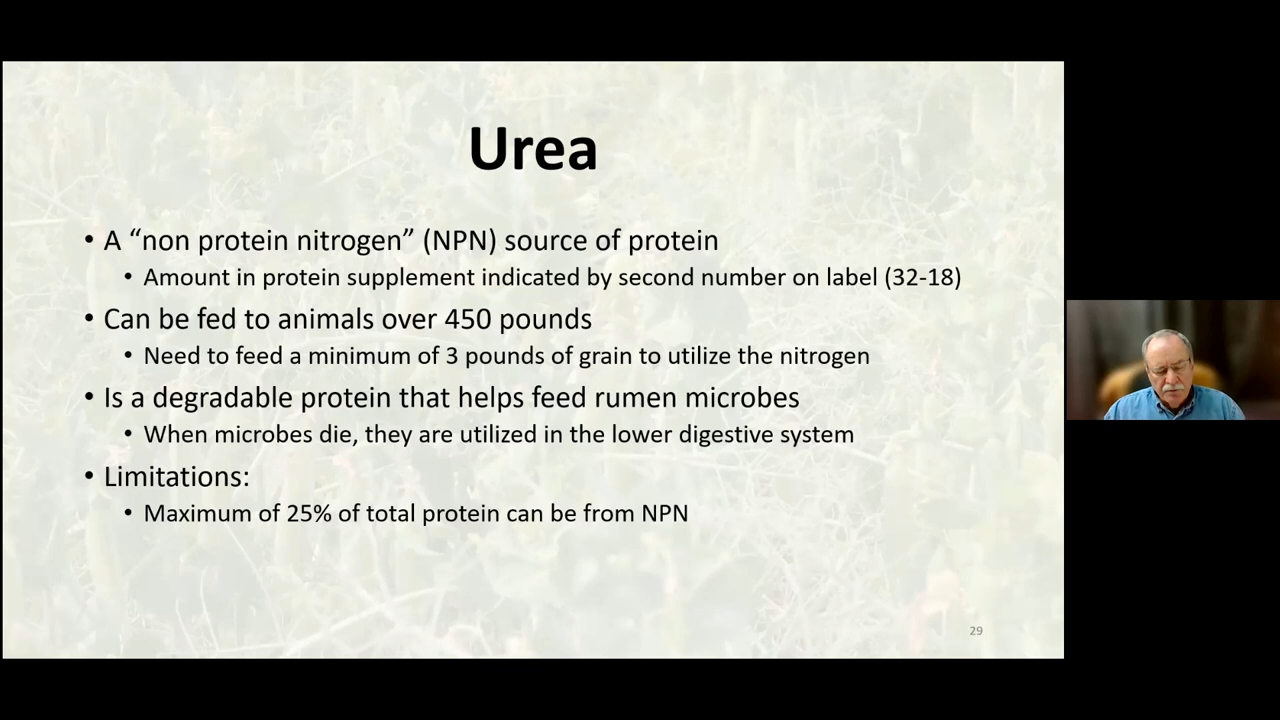 Urea
• A “non protein nitrogen” (NPN) source of protein
• Amount in protein supplement indicated by second number on label (32-18)
• Can be fed to animals over 450 pounds
• Need to feed a minimum of 3 pounds of grain to utilize the nitrogen
• Is a degradable protein that helps feed rumen microbes
• When microbes die, they are utilized in the lower digestive system
• Limitations:
• Maximum of 25% of total protein can be from NPN
29